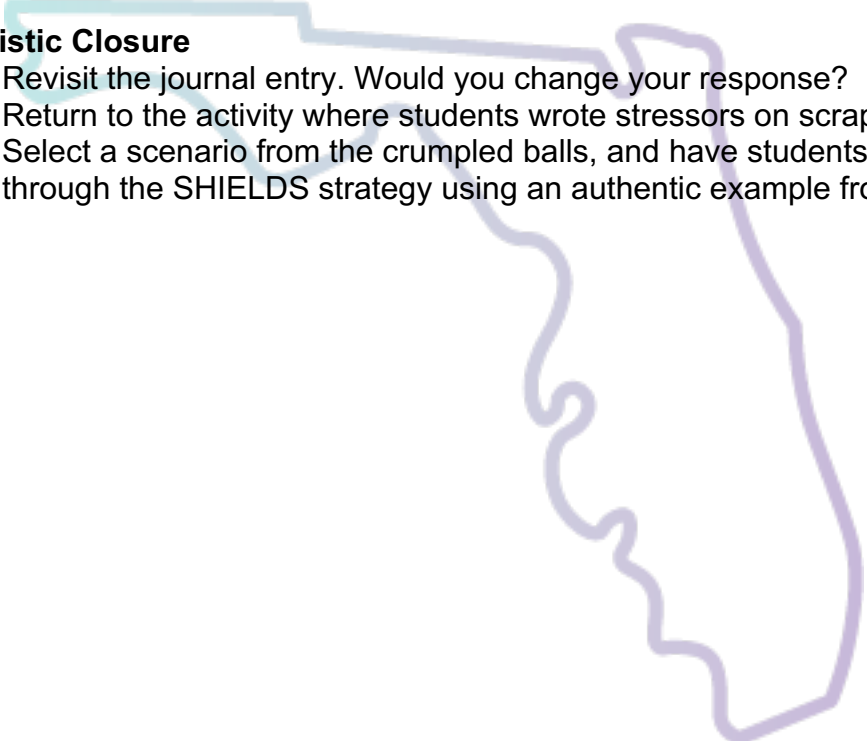 istic Closure
Revisit the journal entry. Would you change your response?
Return to the activity where students wrote stressors on scrap
Select a scenario from the crumpled balls, and have students
through the SHIELDS strategy using an authentic example fro